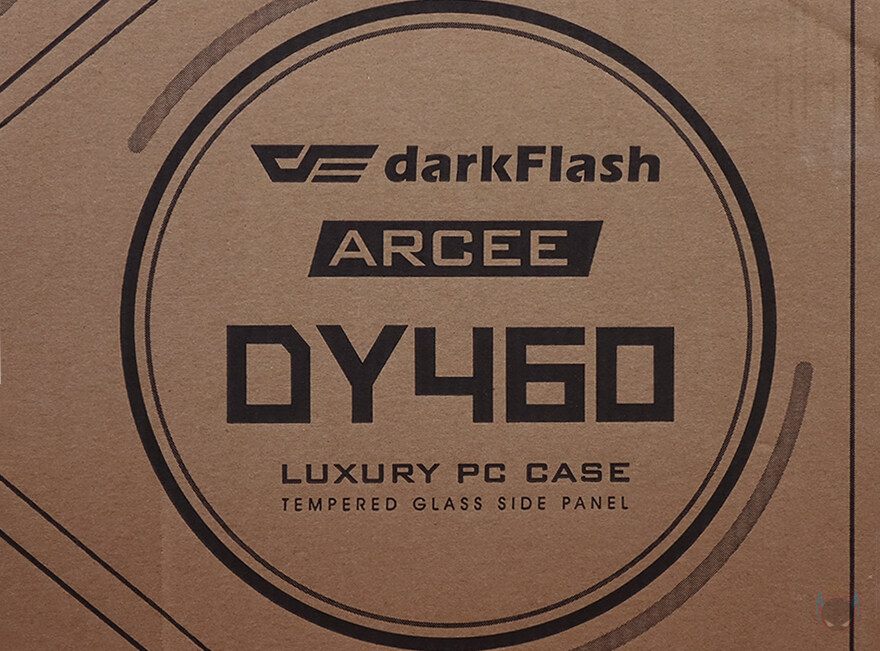 darkFlash
ARCEE
DY460
LUXURY PC CASE
TEMPERED GLASS SIDE PANEL